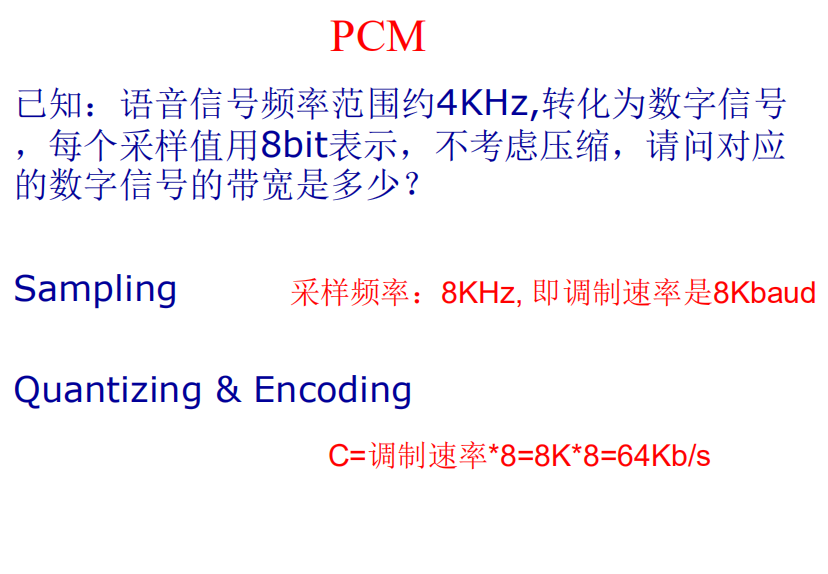 PCM
已知：语音信号频率范围约4KHz,转化为数字信号
，每个采样值用8bit表示，不考虑压缩，请问对应
的数字信号的带宽是多少？
Sampling
采样频率：8KHz, 即调制速率是8Kbaud
Quantizing & Encoding
C=调制速率*8=8K*8=64Kb/s